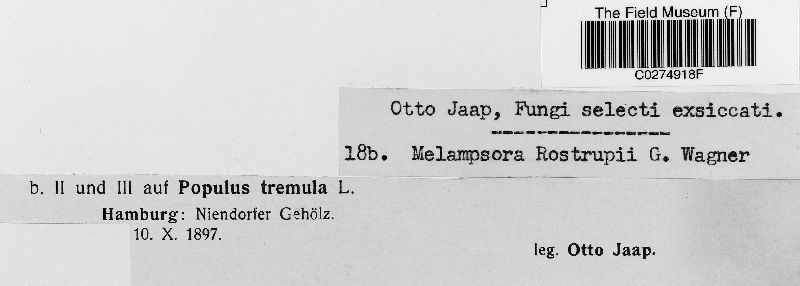 The Field Museum (F)
C0274918F
Otto Jaap, Fungi selecti exsiccati.
18b. Melampsora Rostrupii G. Wagner
b. II und III auf Populus tremula L.
Hamburg: Niendorfer Gehölz.
10. X. 1897.
leg. Otto Jaap.